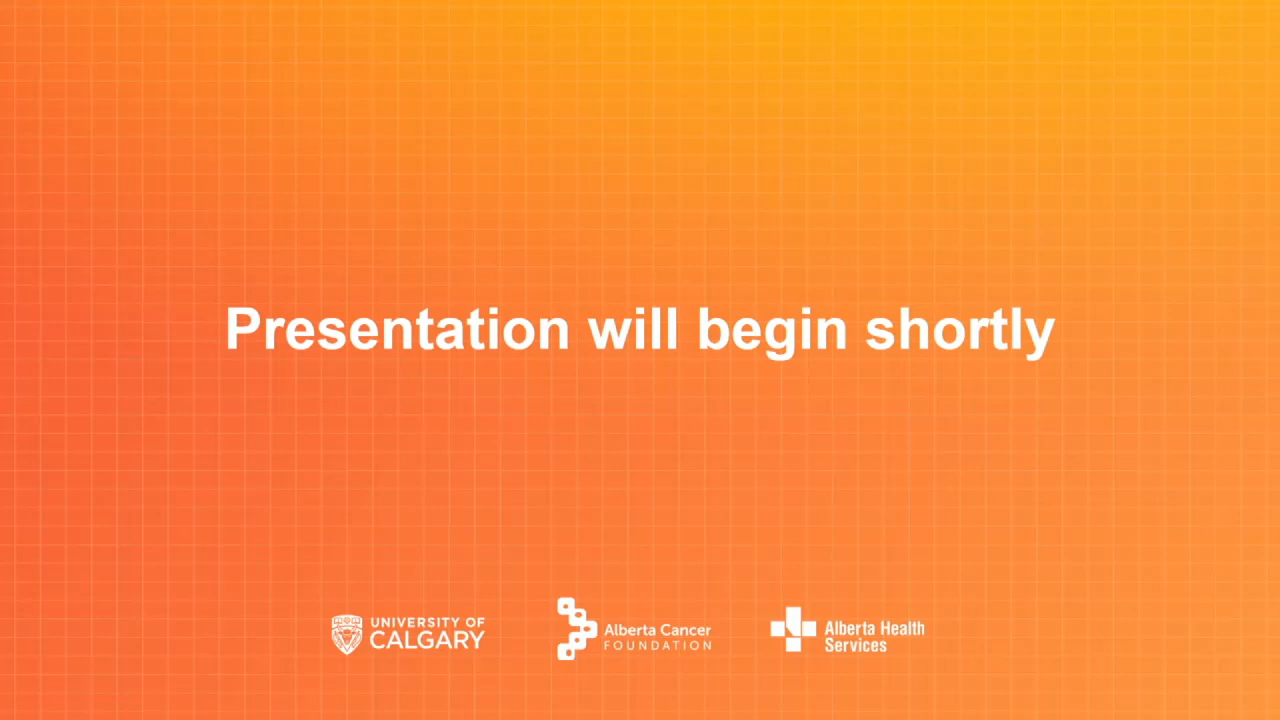 Presentation will begin shortly
UNIVERSITY OF
CALGARY
Alberta Cancer
FOUNDATION
Alberta Health
Services